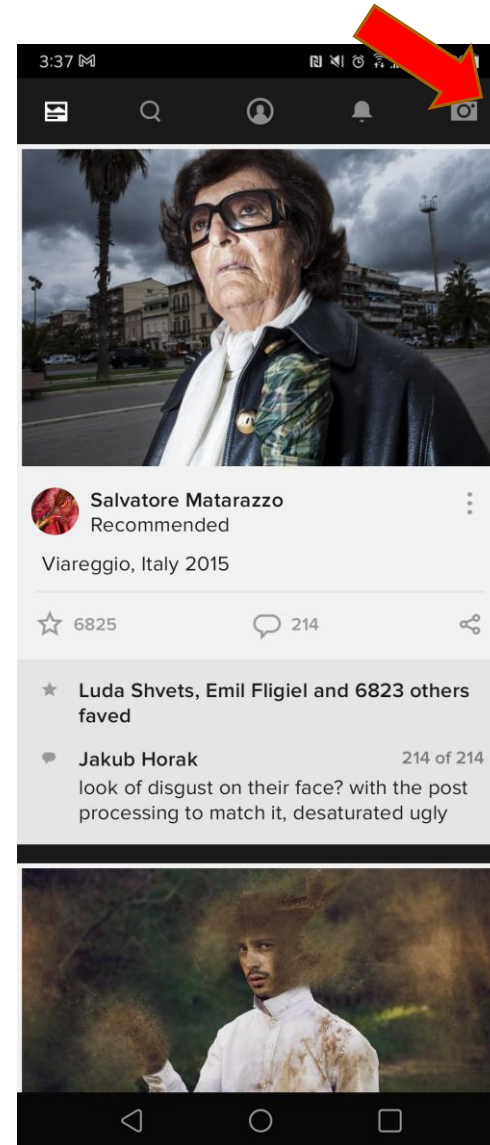 3:37
Salvatore Matarazzo
Recommended
Viareggio, Italy 2015
6825
214
Luda Shvets, Emil Fligiel and 6823 others
faved
Jakub Horak
214 of 214
look of disgust on their face? with the post
processing to match it, desaturated ugly